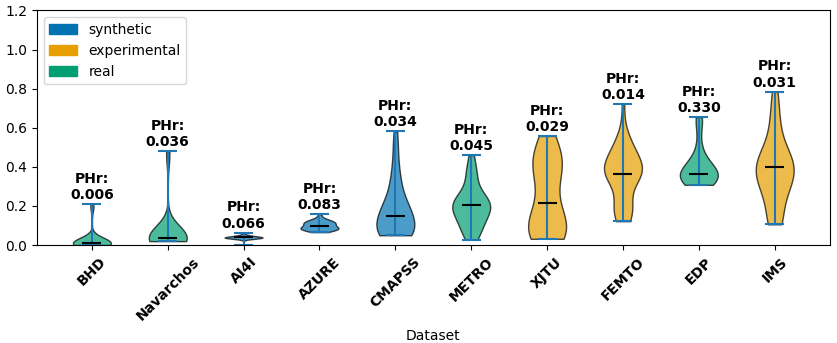 1.2
1.0
0.8
0.6
0.4
0.2
0.0
synthetic
experimental
real
PHr:
0.006
PHr:
0.036
PHr:
0.066
PHr:
0.083
PHr:
0.034
PHr:
0.045
PHr:
0.029
PHr:
0.014
PHr:
0.330
PHr:
0.031
BHD
Navarchos
AI4I
AZURE
CMAPSS
METRO
XJTU
FEMTO
EDP
IMS
Dataset